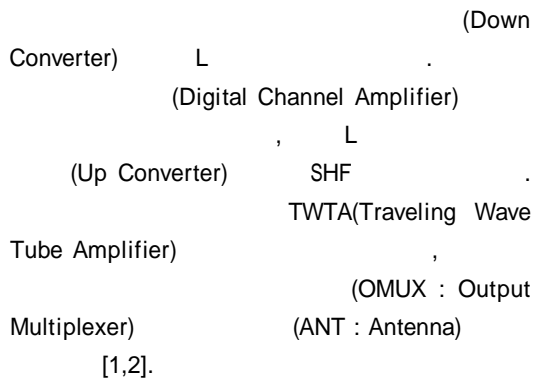 (Down
Converter) L .
(Digital Channel Amplifier)
, L
(Up Converter) SHF .
TWTA(Traveling Wave
Tube Amplifier) ,
(OMUX : Output
Multiplexer) (ANT : Antenna)
[1,2].